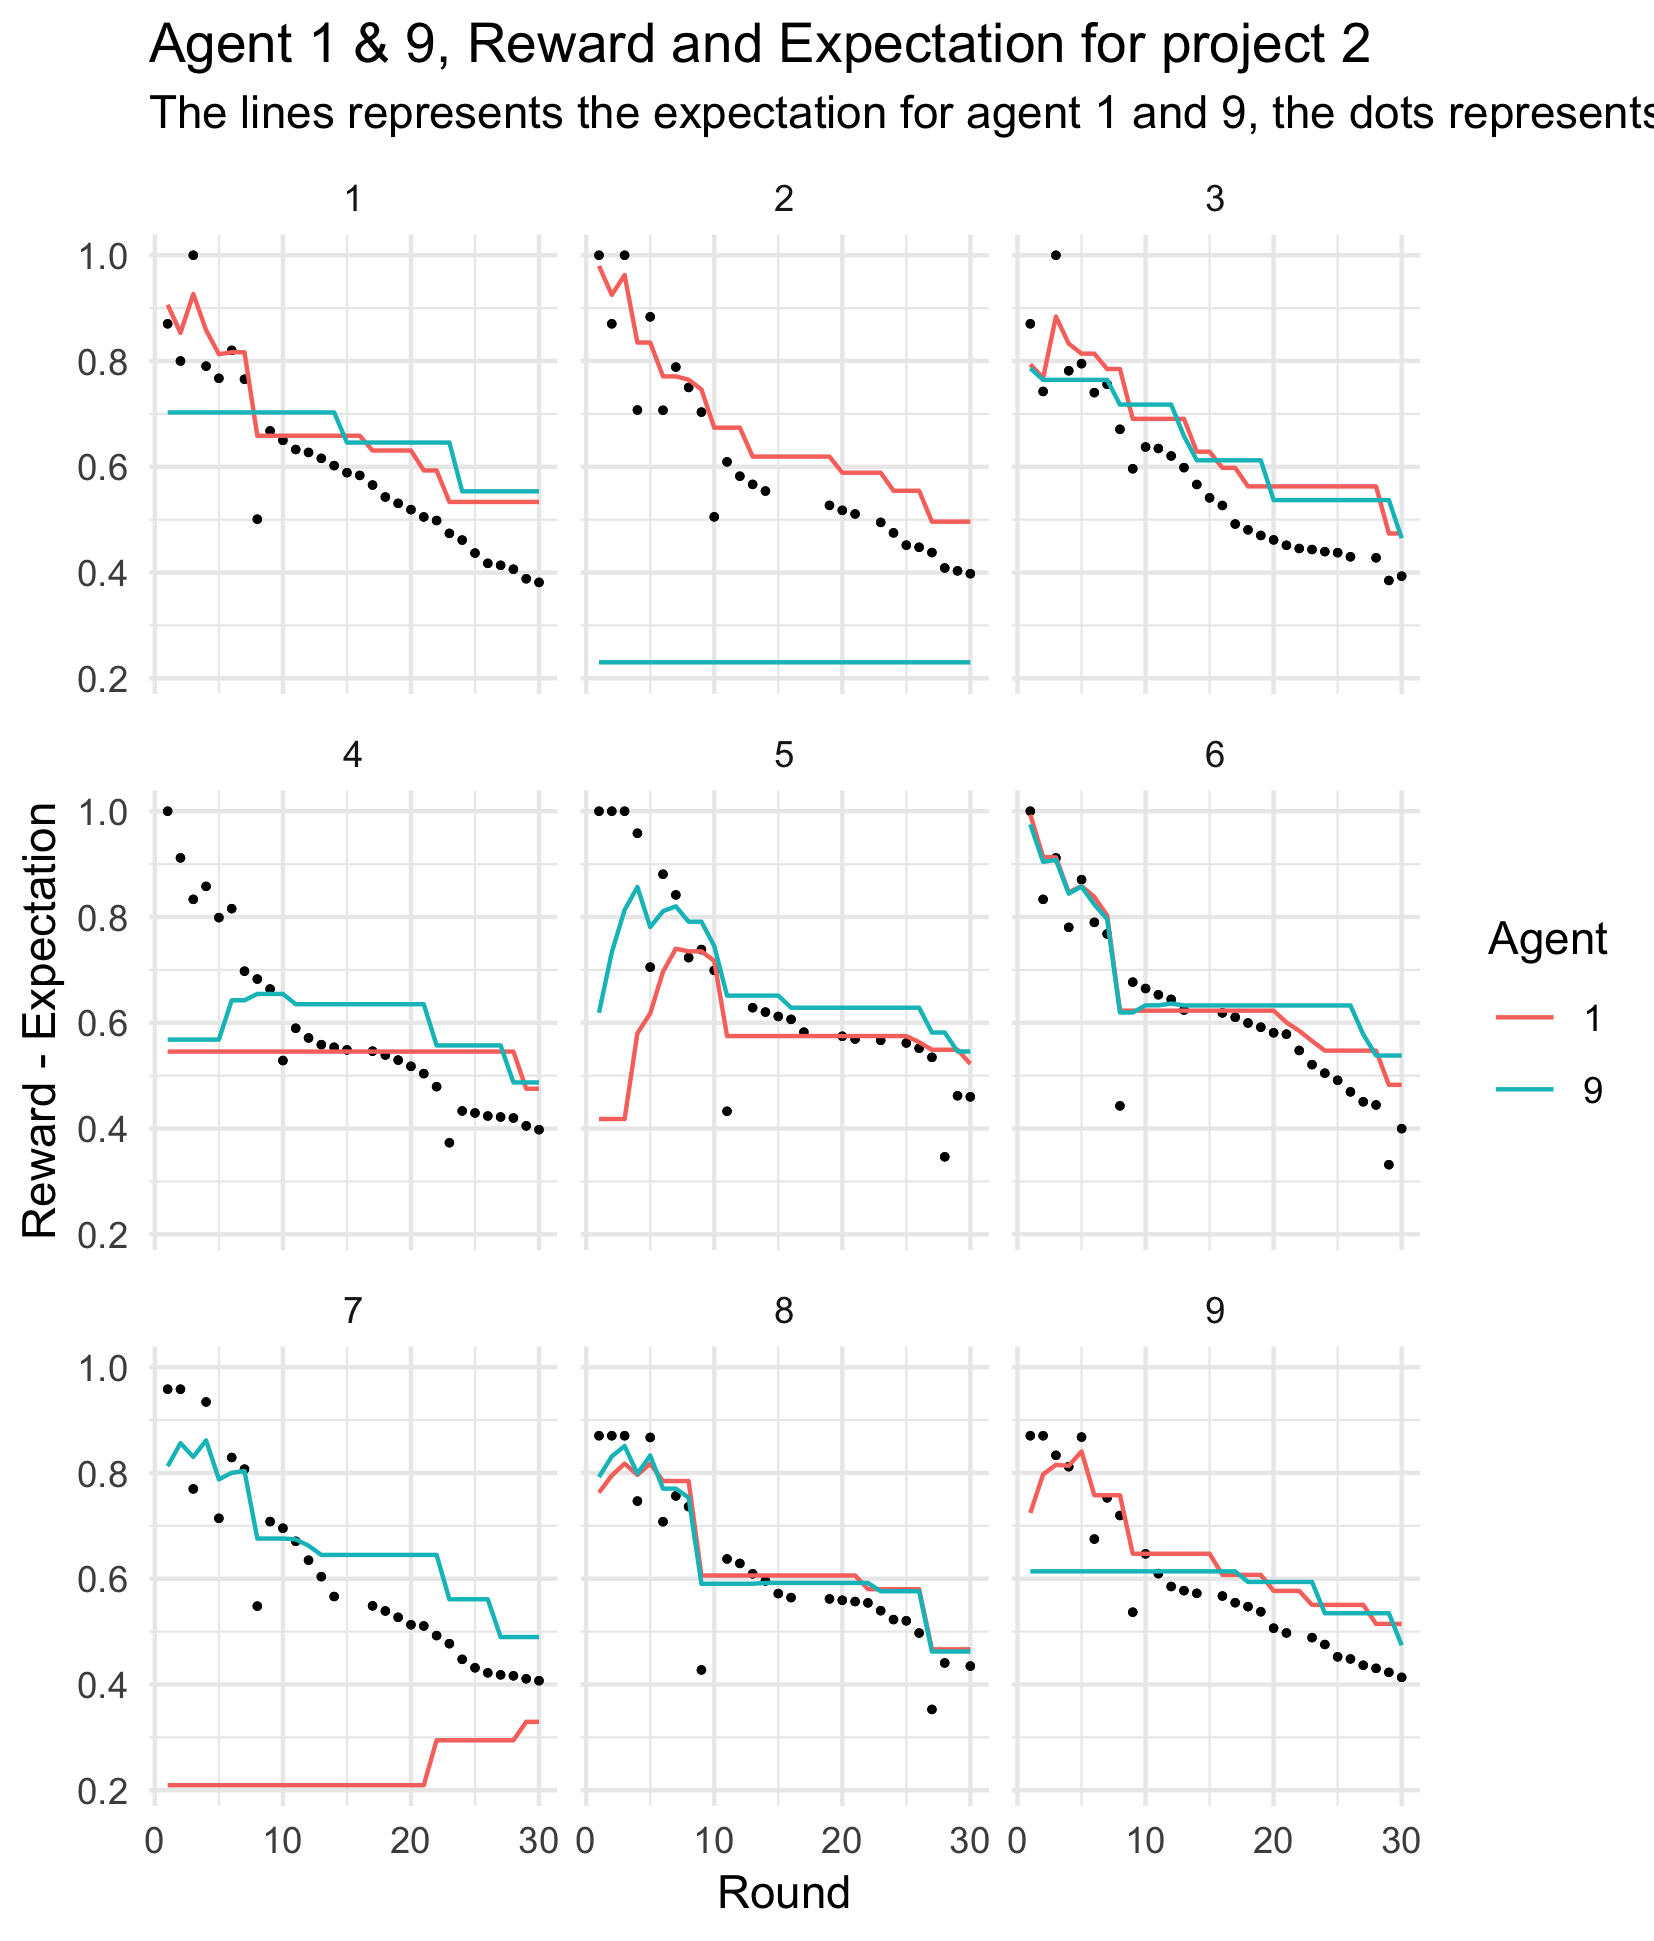 Agent 1 & 9, Reward and Expectation for project 2
The lines represents the expectation for agent 1 and 9, the dots represents
1 2 3
1.0
0.8
0.6
0.4
0.2
4 5 6
1.0
0.8
0.6
0.4
0.2
7 8 9
1.0
0.8
0.6
0.4
0.2
0 10 20 30 0 10 20 30 0 10 20 30
Round
Reward - Expectation
Agent
1
9